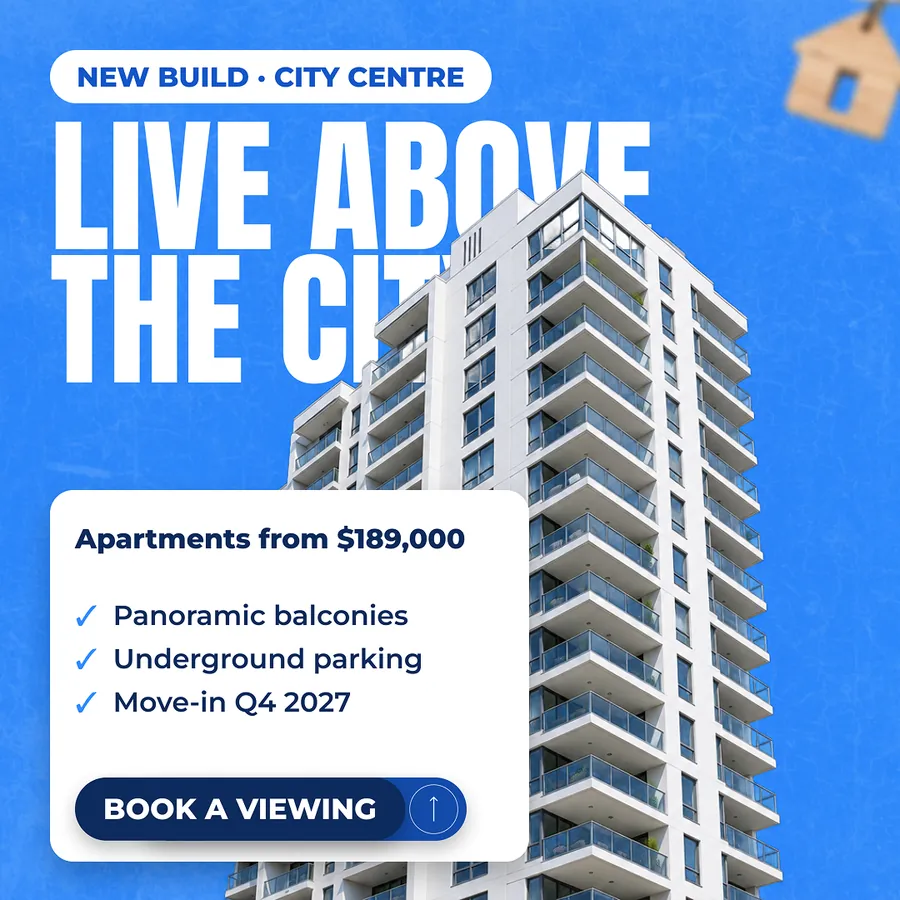 NEW BUILD · CITY CENTRE
LIVE ABOVE
THE CITY
Apartments from $189,000
✓ Panoramic balconies
✓ Underground parking
✓ Move-in Q4 2027
BOOK A VIEWING ↑